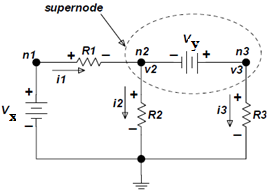 supernode
n1 + R1 - n2 - Vy + n3
i1 v2 v3
Vx + - i2 + R2 - i3 + R3 -